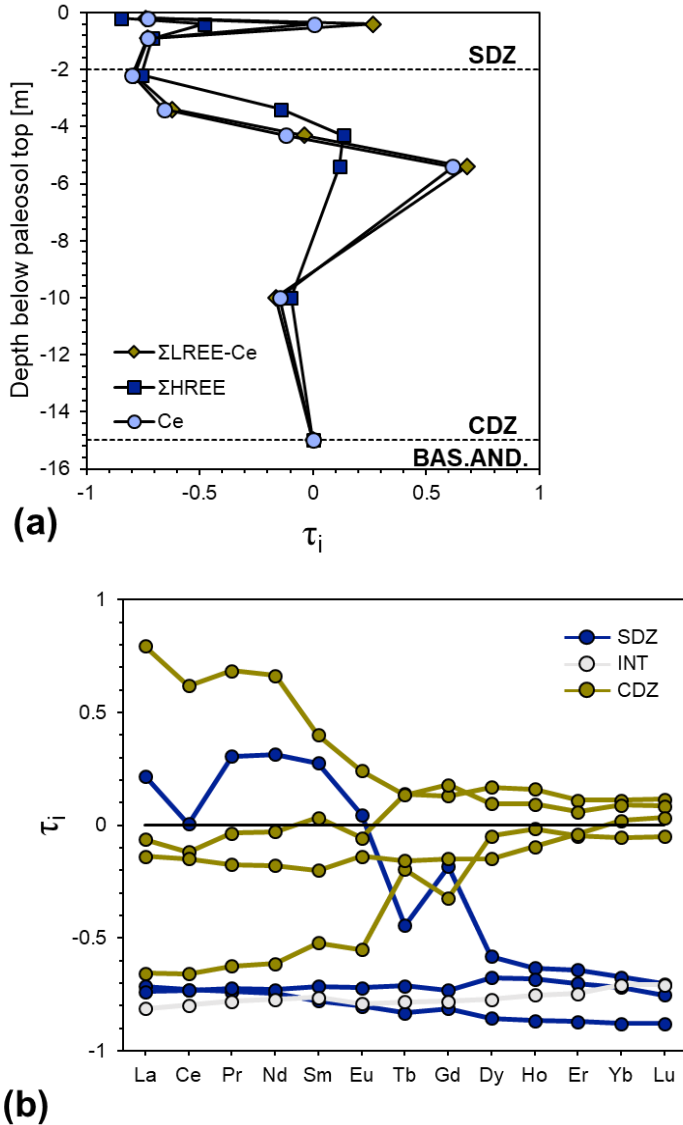 0
-2
-4
-6
-8
-10
-12
-14
-16
Depth below paleosol top [m]
SDZ
ΣLREE-Ce
ΣHREE
Ce
CDZ
BAS.AND.
-1
-0.5
0
0.5
1
τi
(a)
1
0.5
0
-0.5
-1
τi
SDZ
INT
CDZ
La Ce Pr Nd Sm Eu Tb Gd Dy Ho Er Yb Lu
(b)